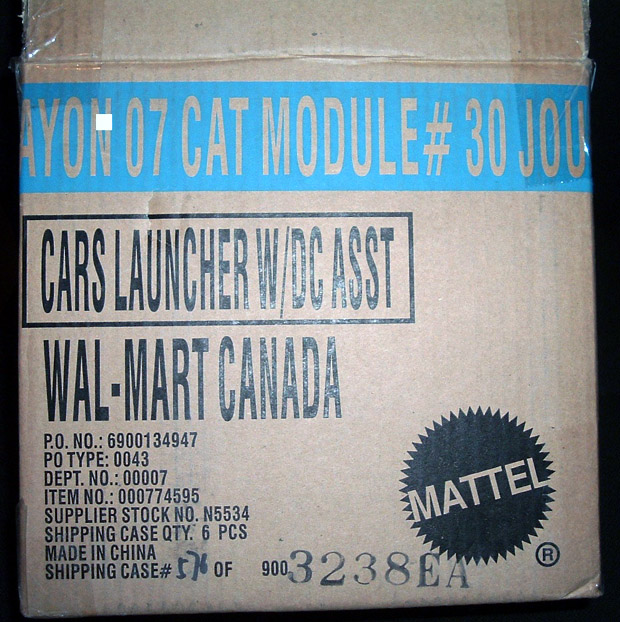 AYON 07 CAT MODULE# 30 JOU
CARS LAUNCHER W/DC ASST
WAL-MART CANADA
P.O. NO.: 6900134947
PO TYPE: 0043
DEPT. NO.: 00007
ITEM NO.: 000774595
SUPPLIER STOCK NO. N5534
SHIPPING CASE QTY. 6 PCS
MADE IN CHINA
SHIPPING CASE# 576 OF 900
3238EA
MATTEL
®